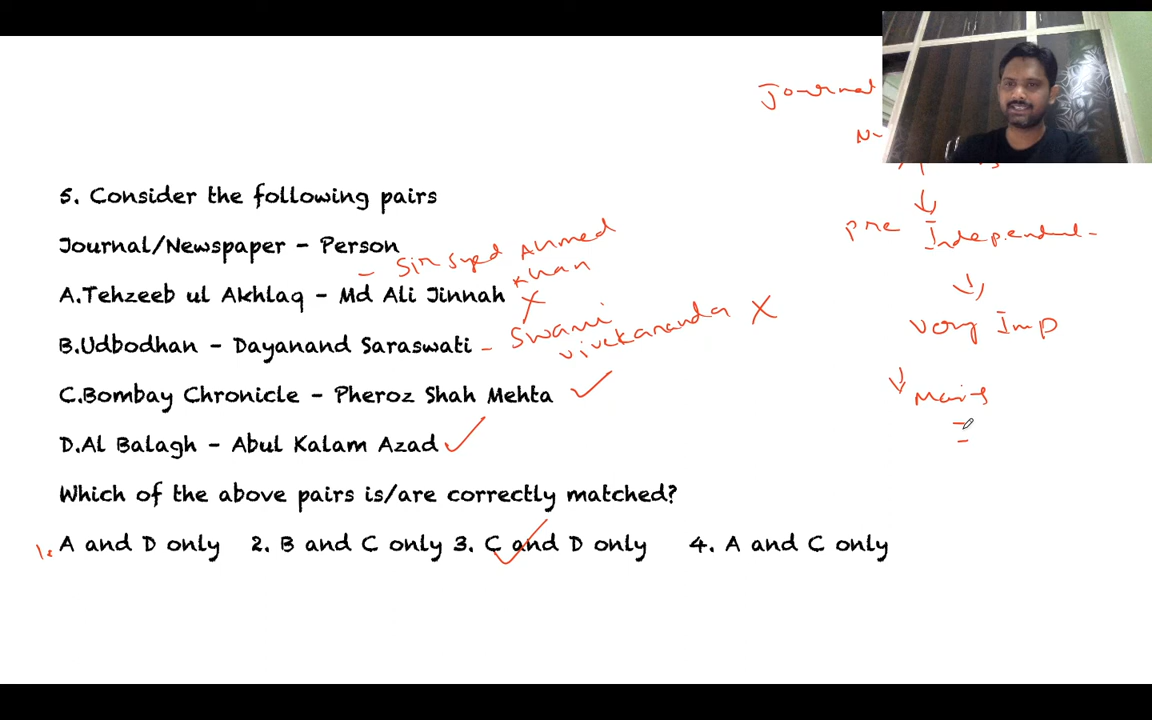 Journal
N-
5. Consider the following pairs
pre Independent-
Journal/Newspaper - Person
- Sir Syed Ahmed
khan
A.Tehzeeb ul Akhlaq - Md Ali Jinnah X
Very Imp
B.Udbodhan - Dayanand Saraswati - Swami
vivekananda X
C.Bombay Chronicle - Pheroz Shah Mehta
Mains
D.Al Balagh - Abul Kalam Azad
Which of the above pairs is/are correctly matched?
1. A and D only 2. B and C only 3. C and D only 4. A and C only